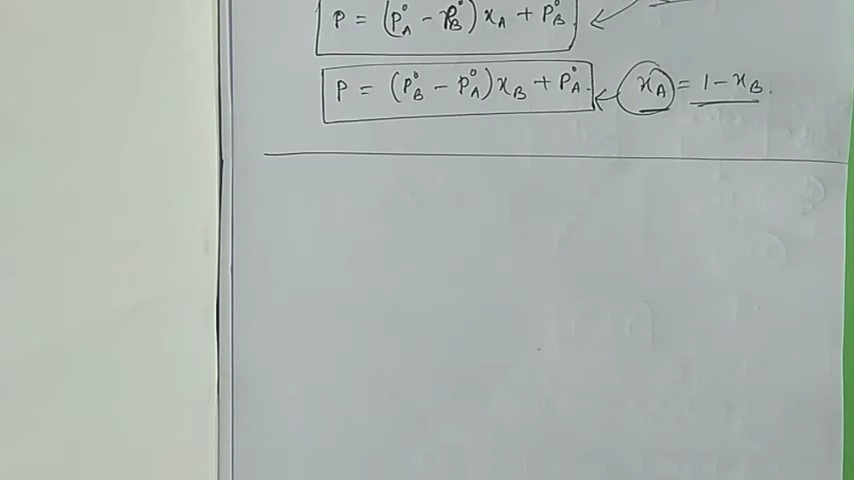 P = (P°A - P°B) xA + P°B.
P = (P°B - P°A) xB + P°A. xA = 1 - xB.